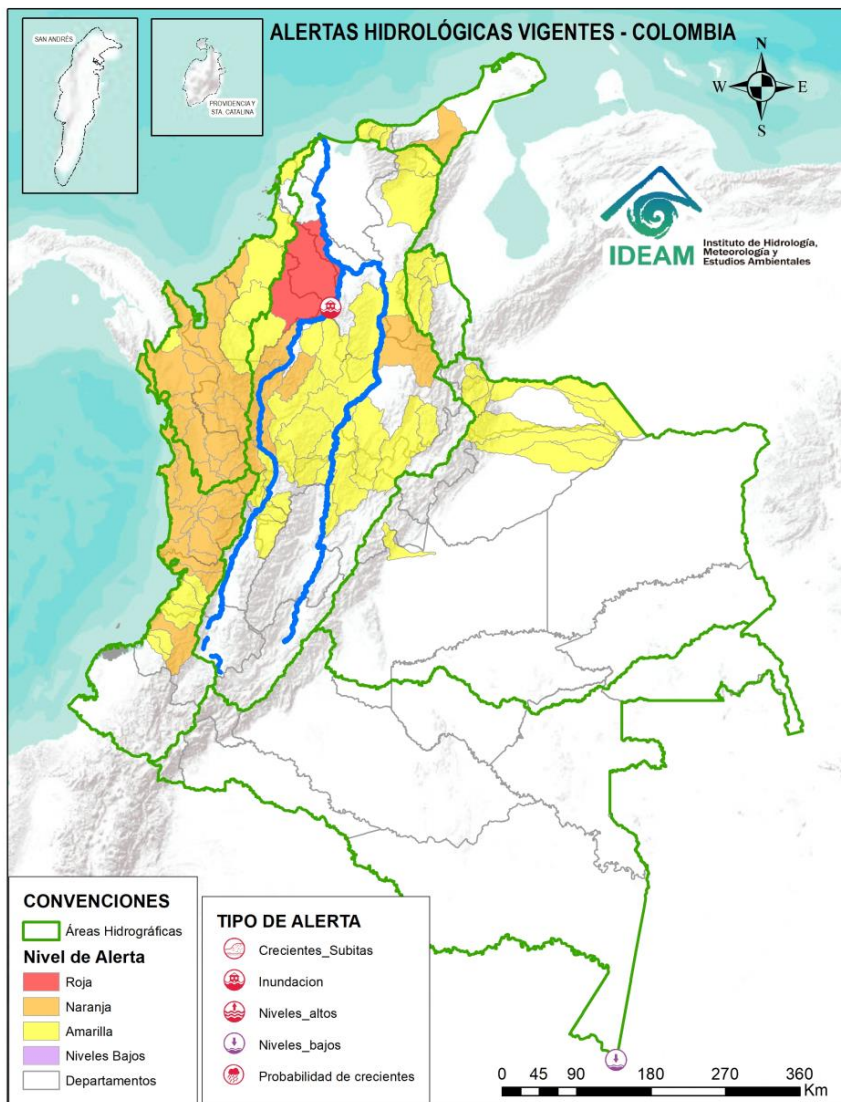 ALERTAS HIDROLÓGICAS VIGENTES - COLOMBIA
SAN ANDRÉS
PROVIDENCIA Y
STA. CATALINA
N
W
E
S
IDEAM
Instituto de Hidrología,
Meteorología y
Estudios Ambientales
CONVENCIONES
Áreas Hidrográficas
Nivel de Alerta
Roja
Naranja
Amarilla
Niveles Bajos
Departamentos
TIPO DE ALERTA
Crecientes_Subitas
Inundacion
Niveles_altos
Niveles_bajos
Probabilidad de crecientes
0 45 90 180 270 360
Km